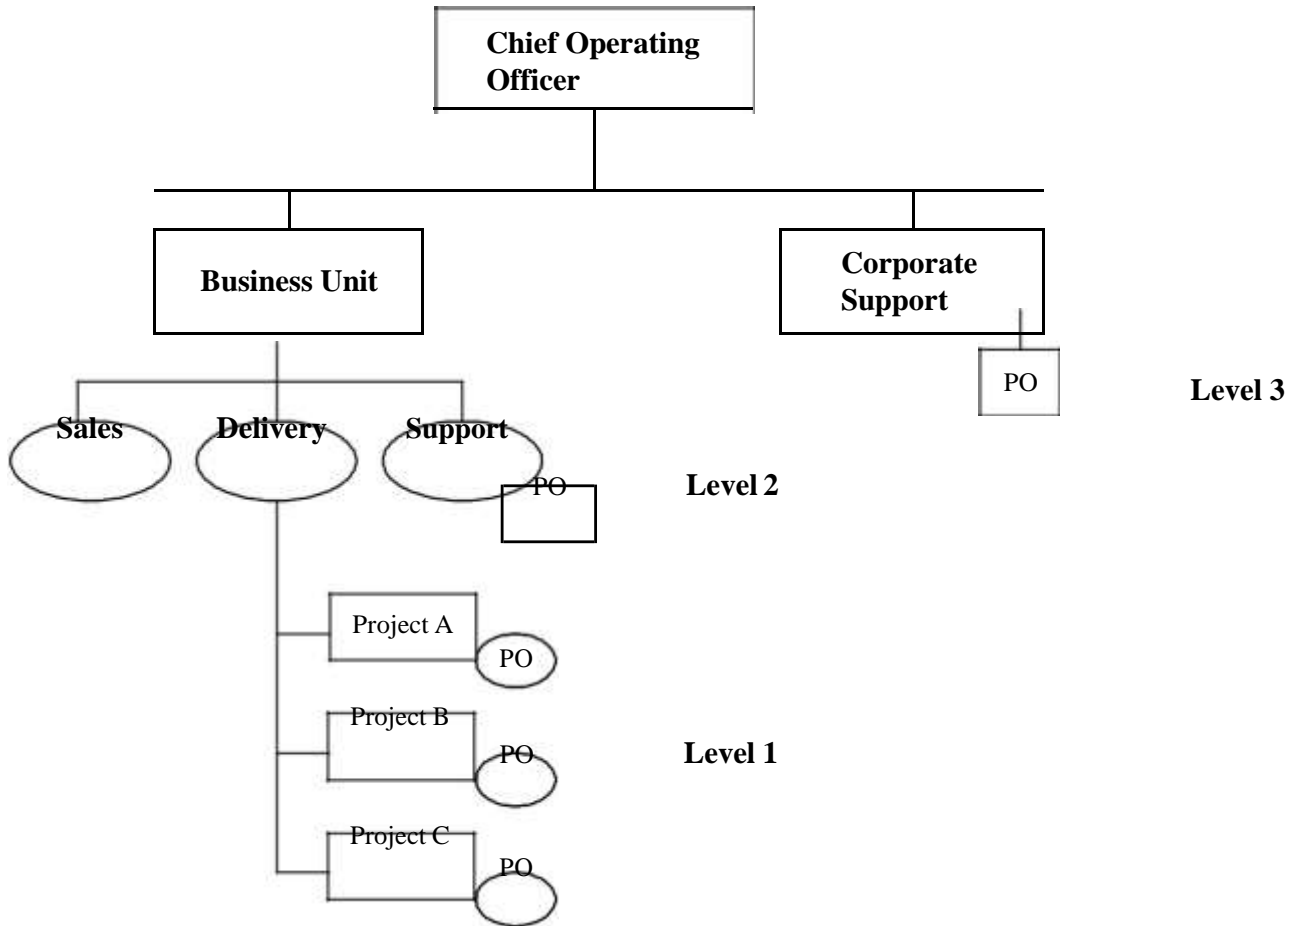 Chief Operating
Officer
Business Unit
Corporate
Support
PO
Level 3
Sales
Delivery
Support
PO
Level 2
Project A
PO
Project B
PO
Level 1
Project C
PO